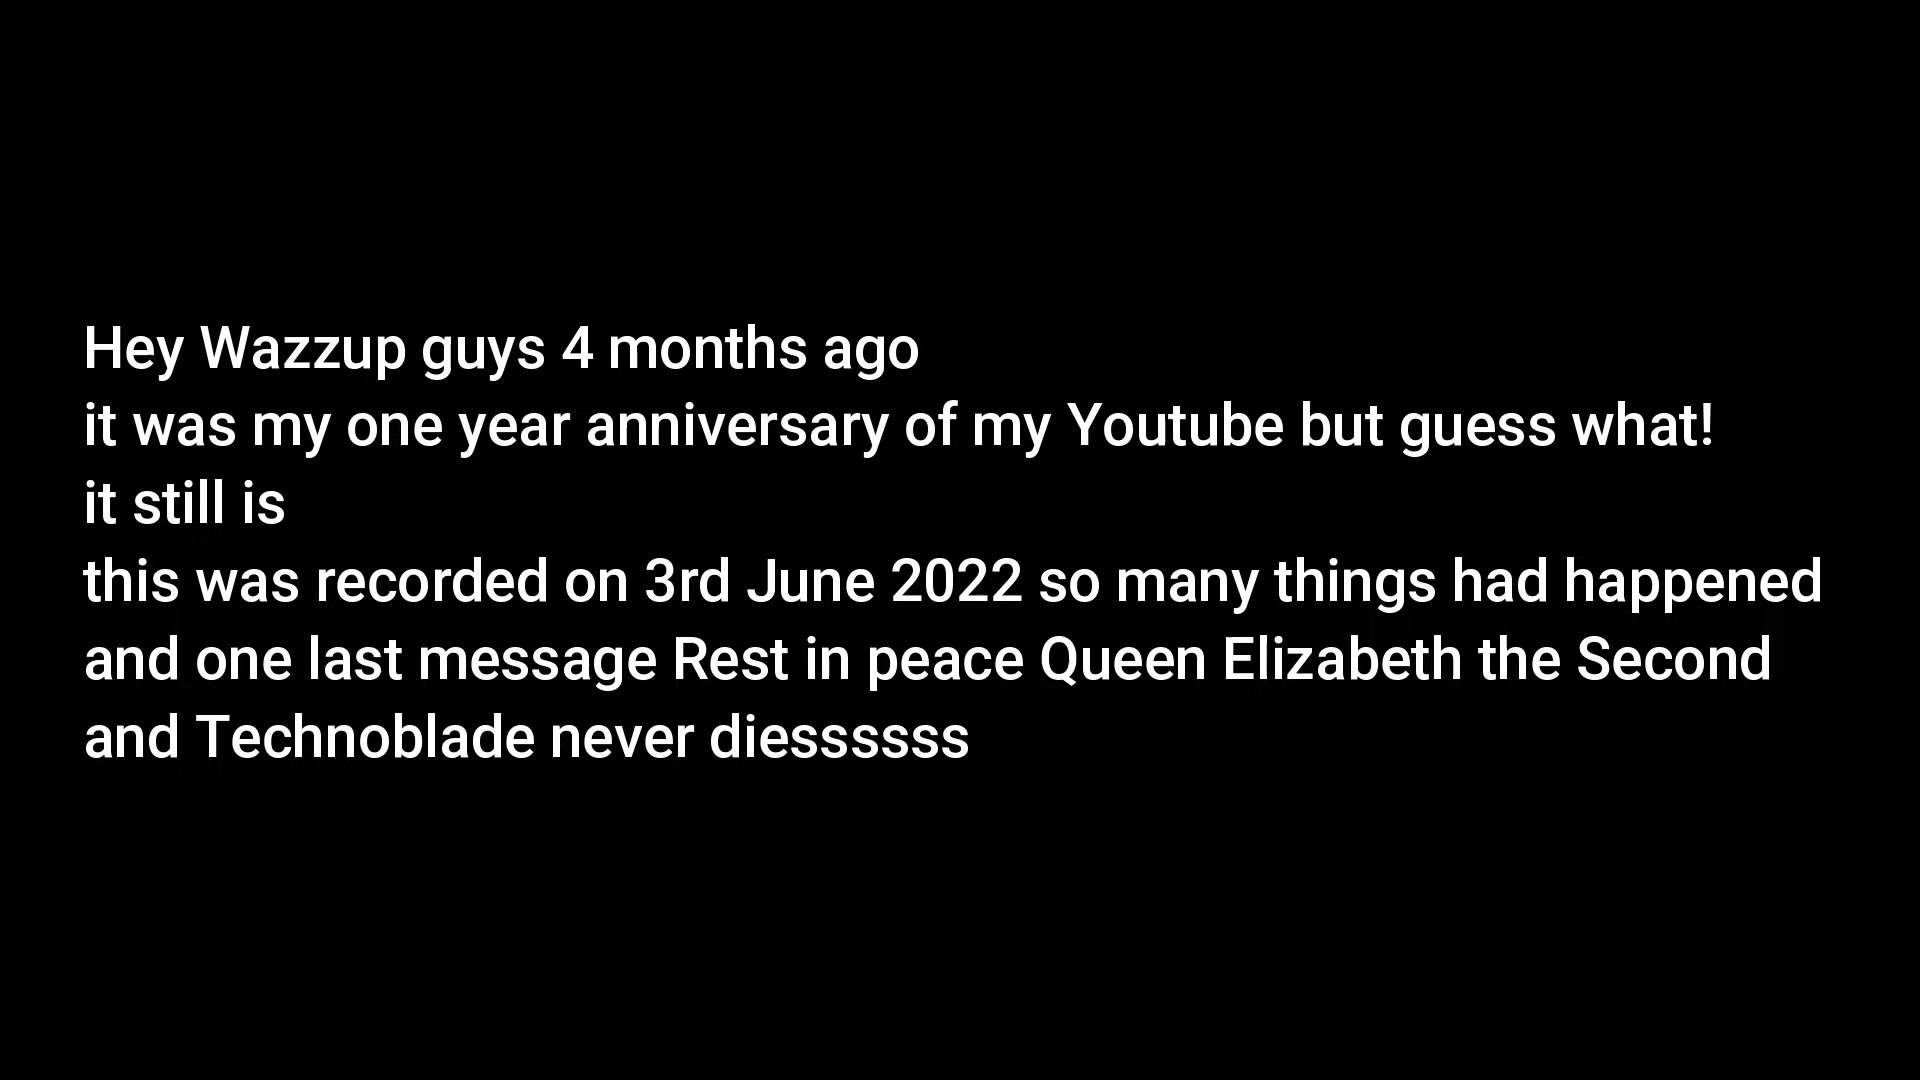 Hey Wazzup guys 4 months ago
it was my one year anniversary of my Youtube but guess what!
it still is
this was recorded on 3rd June 2022 so many things had happened
and one last message Rest in peace Queen Elizabeth the Second
and Technoblade never diessssss